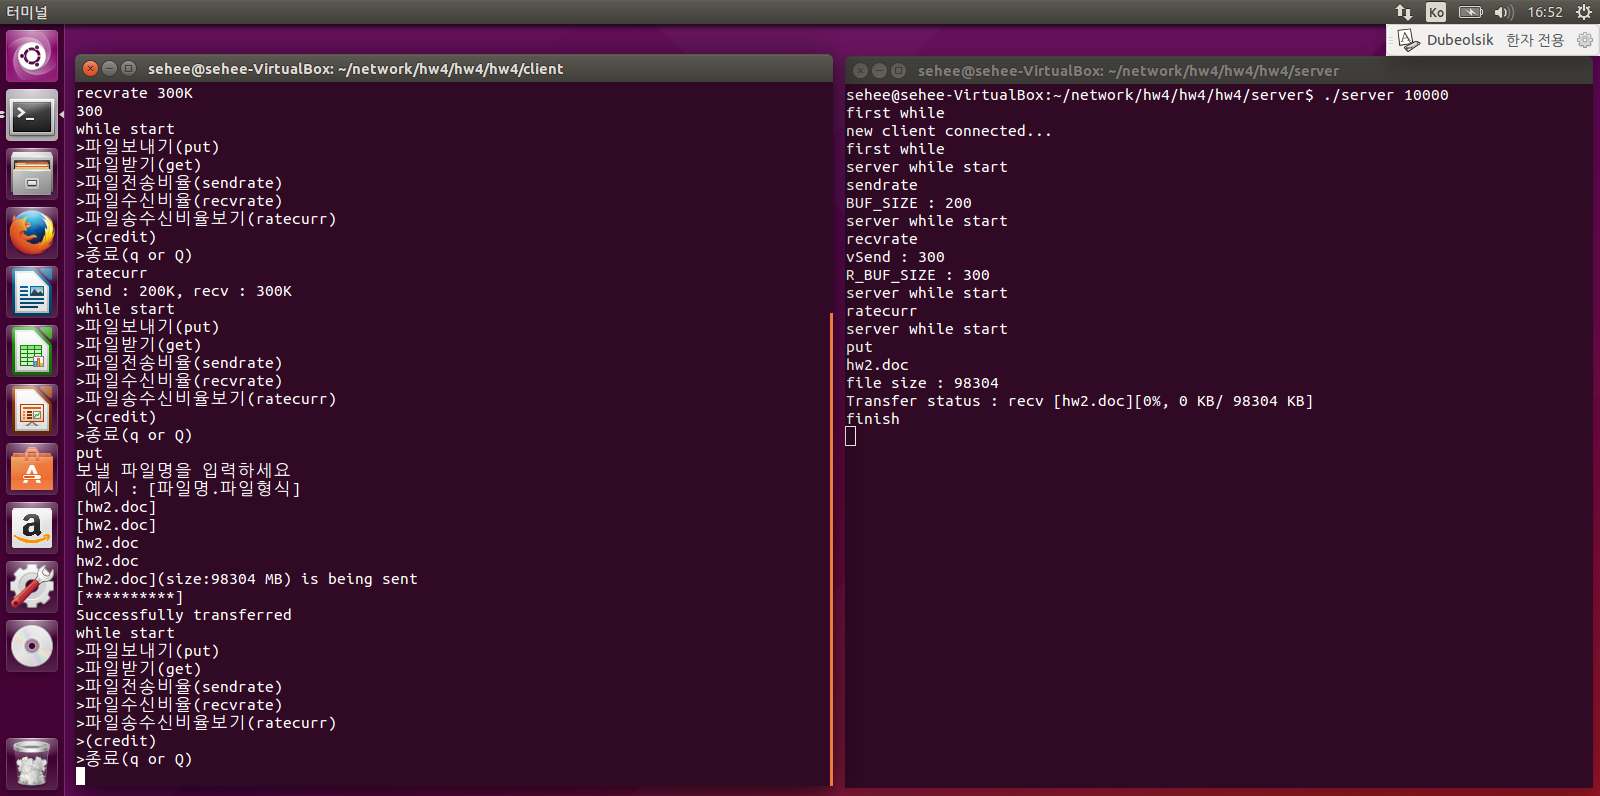 터미널
Ko
16:52
Dubeolsik 한자 전용
sehee@sehee-VirtualBox: ~/network/hw4/hw4/hw4/client
recvrate 300K
300
while start
>파일보내기(put)
>파일받기(get)
>파일전송비율(sendrate)
>파일수신비율(recvrate)
>파일송수신비율보기(ratecurr)
>(credit)
>종료(q or Q)
ratecurr
send : 200K, recv : 300K
while start
>파일보내기(put)
>파일받기(get)
>파일전송비율(sendrate)
>파일수신비율(recvrate)
>파일송수신비율보기(ratecurr)
>(credit)
>종료(q or Q)
put
보낼 파일명을 입력하세요
예시 : [파일명.파일형식]
[hw2.doc]
[hw2.doc]
hw2.doc
hw2.doc
[hw2.doc](size:98304 MB) is being sent
[**********]
Successfully transferred
while start
>파일보내기(put)
>파일받기(get)
>파일전송비율(sendrate)
>파일수신비율(recvrate)
>파일송수신비율보기(ratecurr)
>(credit)
>종료(q or Q)
sehee@sehee-VirtualBox: ~/network/hw4/hw4/hw4/server
sehee@sehee-VirtualBox:~/network/hw4/hw4/hw4/server$ ./server 10000
first while
new client connected...
first while
server while start
sendrate
BUF_SIZE : 200
server while start
recvrate
vSend : 300
R_BUF_SIZE : 300
server while start
ratecurr
server while start
put
hw2.doc
file size : 98304
Transfer status : recv [hw2.doc][0%, 0 KB/ 98304 KB]
finish